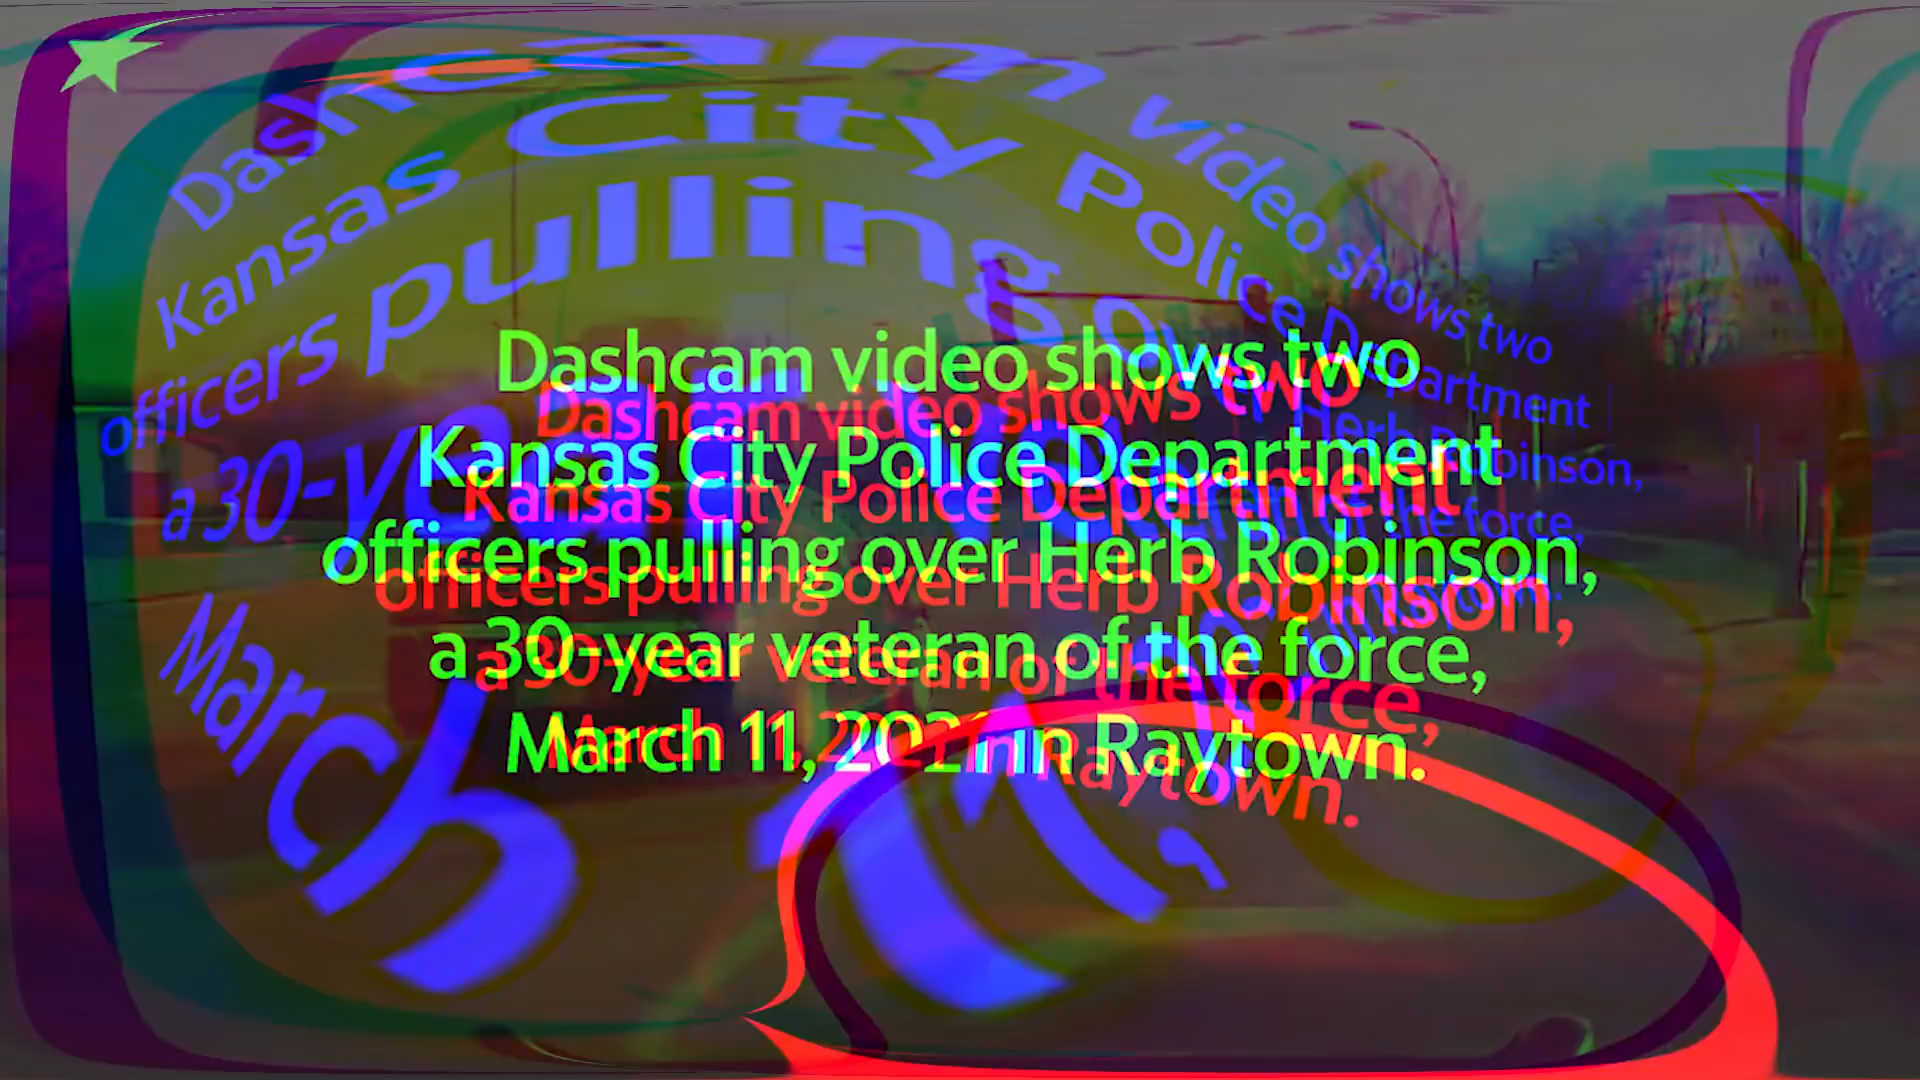 Dashcam video shows two
Kansas City Police Department
officers pulling over Herb Robinson,
a 30-year veteran of the force,
March 11, 2021 in Raytown.